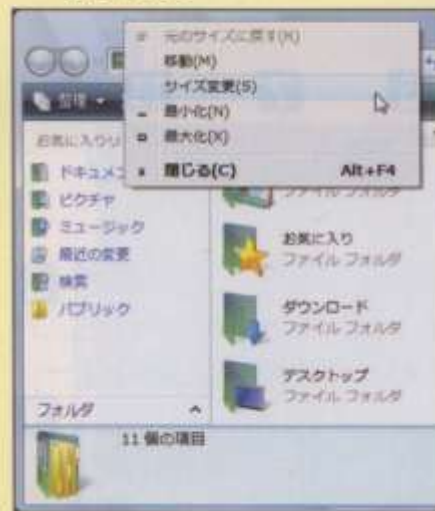 元のサイズに戻す(R)
移動(M)
サイズ変更(S)
最小化(N)
最大化(X)
閉じる(C) Alt+F4
整理
お気に入りリ
ドキュメン
ピクチャ
ミュージック
最近の変更
検索
パブリック
ファイル フォルダ
お気に入り
ファイル フォルダ
ダウンロード
ファイル フォルダ
デスクトップ
ファイル フォルダ
フォルダ
11 個の項目